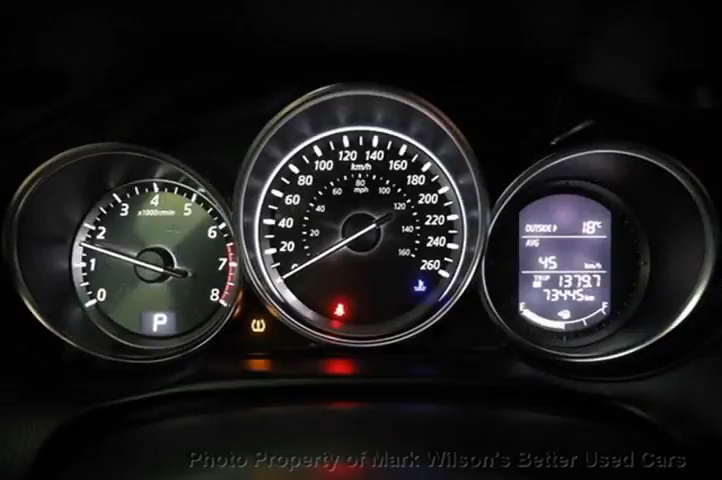 0
1
2
3
4
5
6
7
8
x1000r/min
P
0
20
40
60
80
100
120
140
160
180
200
220
240
260
km/h
20
40
60
80
100
120
160
mph
OUTSIDE 18°c
AVG
45 km/h
TRIP 1379.7
73445 km
E F
Photo Property of Mark Wilson's Better Used Cars